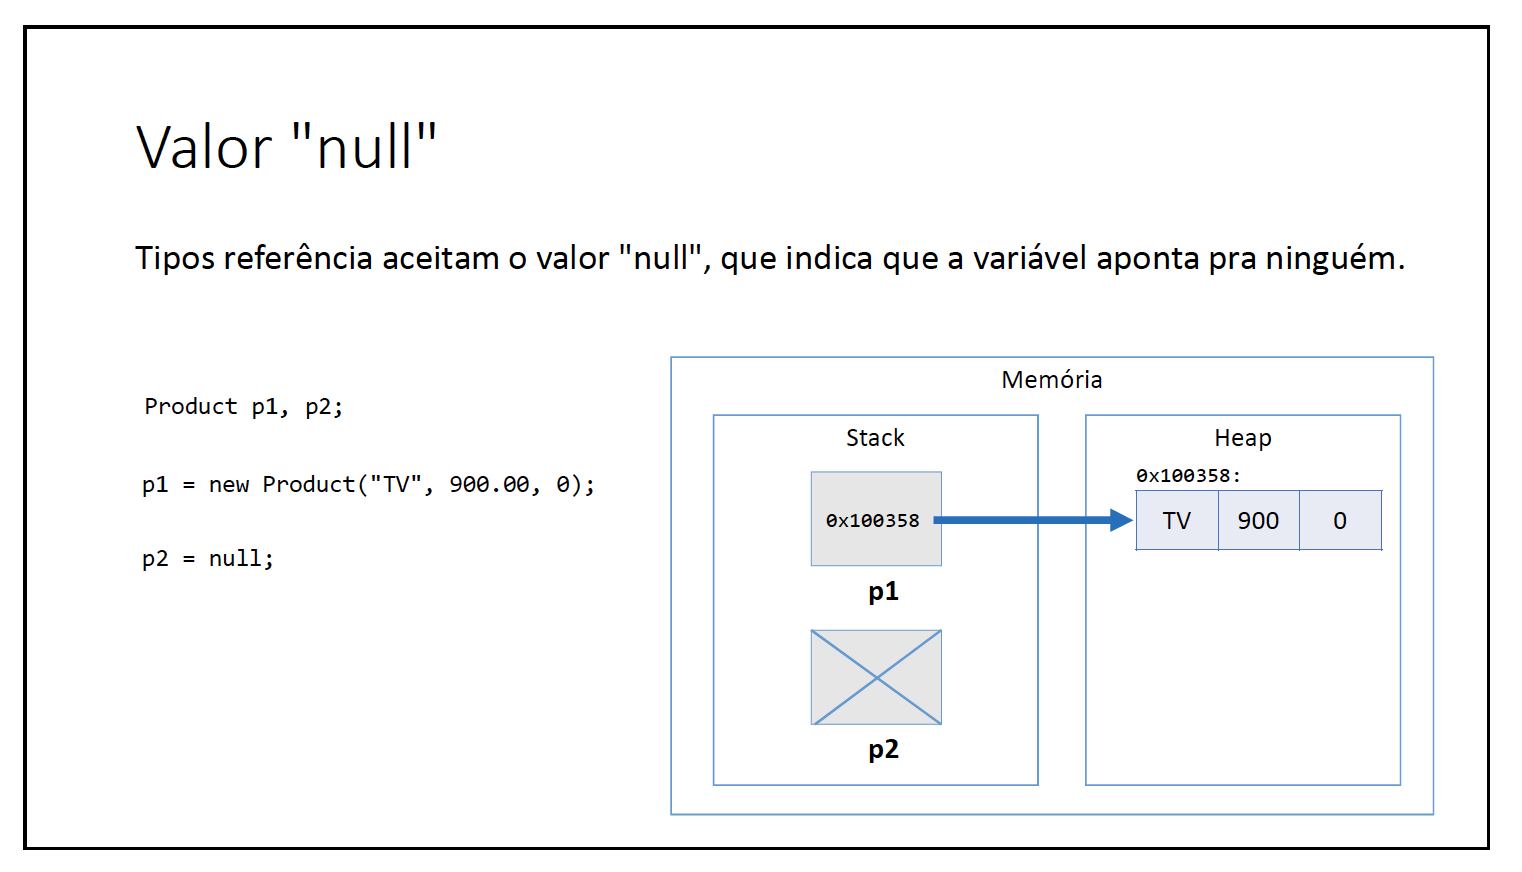 Valor "null"
Tipos referência aceitam o valor "null", que indica que a variável aponta pra ninguém.
Product p1, p2;
p1 = new Product("TV", 900.00, 0);
p2 = null;
Memória
Stack
0x100358
p1
p2
Heap
0x100358:
TV 900 0